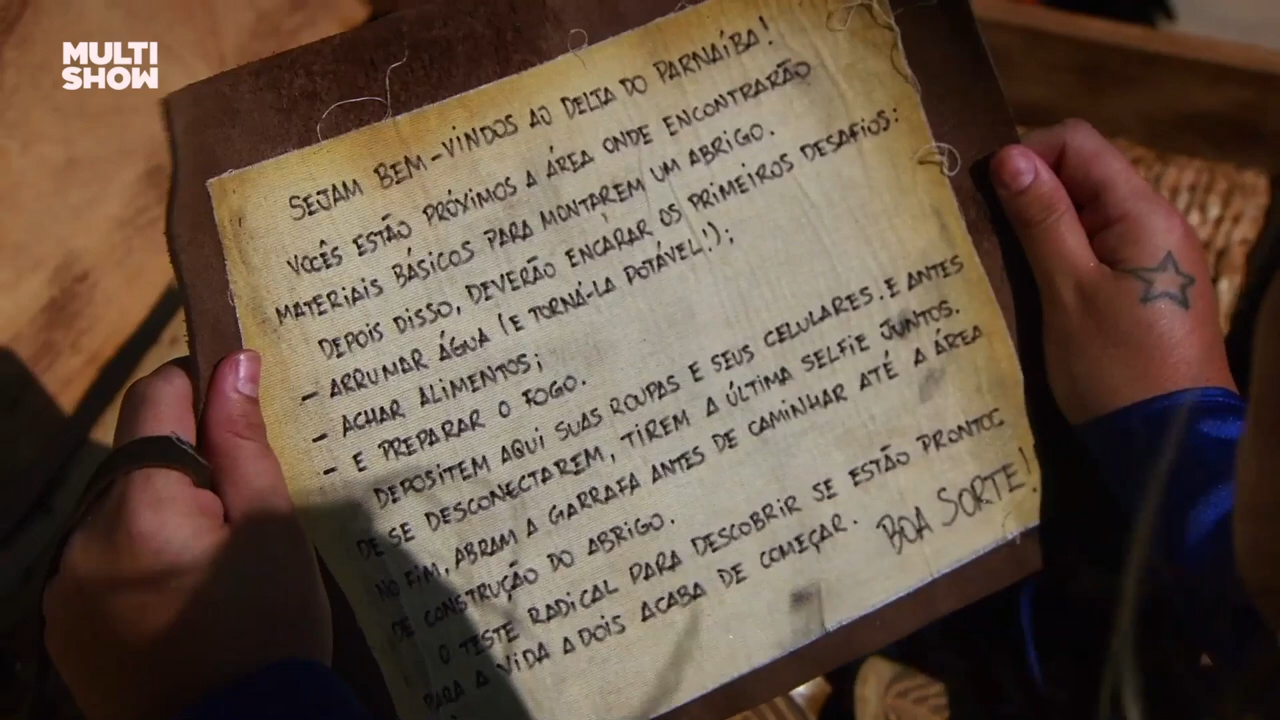 MULTI
SHOW
SEJAM BEM-VINDOS AO DELTA DO PARNAÍBA!
VOCÊS ESTÃO PRÓXIMOS A ÁREA ONDE ENCONTRARÃO
MATERIAIS BÁSICOS PARA MONTAREM UM ABRIGO.
DEPOIS DISSO, DEVERÃO ENCARAR OS PRIMEIROS DESAFIOS:
- ARRUMAR ÁGUA (E TORNÁ-LA POTÁVEL!);
- ACHAR ALIMENTOS;
- E PREPARAR O FOGO.
DEPOSITEM AQUI SUAS ROUPAS E SEUS CELULARES. E ANTES
DE SE DESCONECTAREM, TIREM A ÚLTIMA SELFIE JUNTOS.
NO FIM, ABRAM A GARRAFA ANTES DE CAMINHAR ATÉ A ÁREA
DE CONSTRUÇÃO DO ABRIGO.
O TESTE RADICAL PARA DESCOBRIR SE ESTÃO PRONTOS
PARA A VIDA A DOIS ACABA DE COMEÇAR.
BOA SORTE!